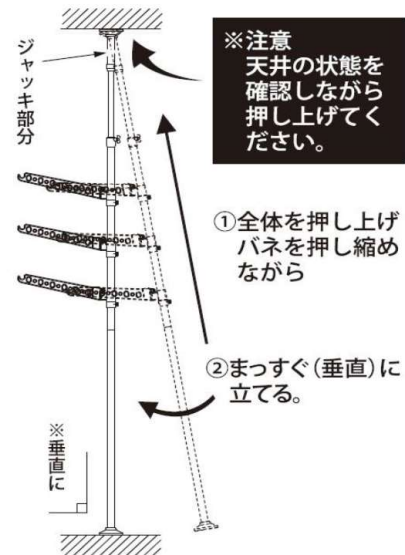 ジャッキ部分
※注意
天井の状態を
確認しながら
押し上げてく
ださい。
①全体を押し上げ
バネを押し縮め
ながら
②まっすぐ(垂直)に
立てる。
※垂直に